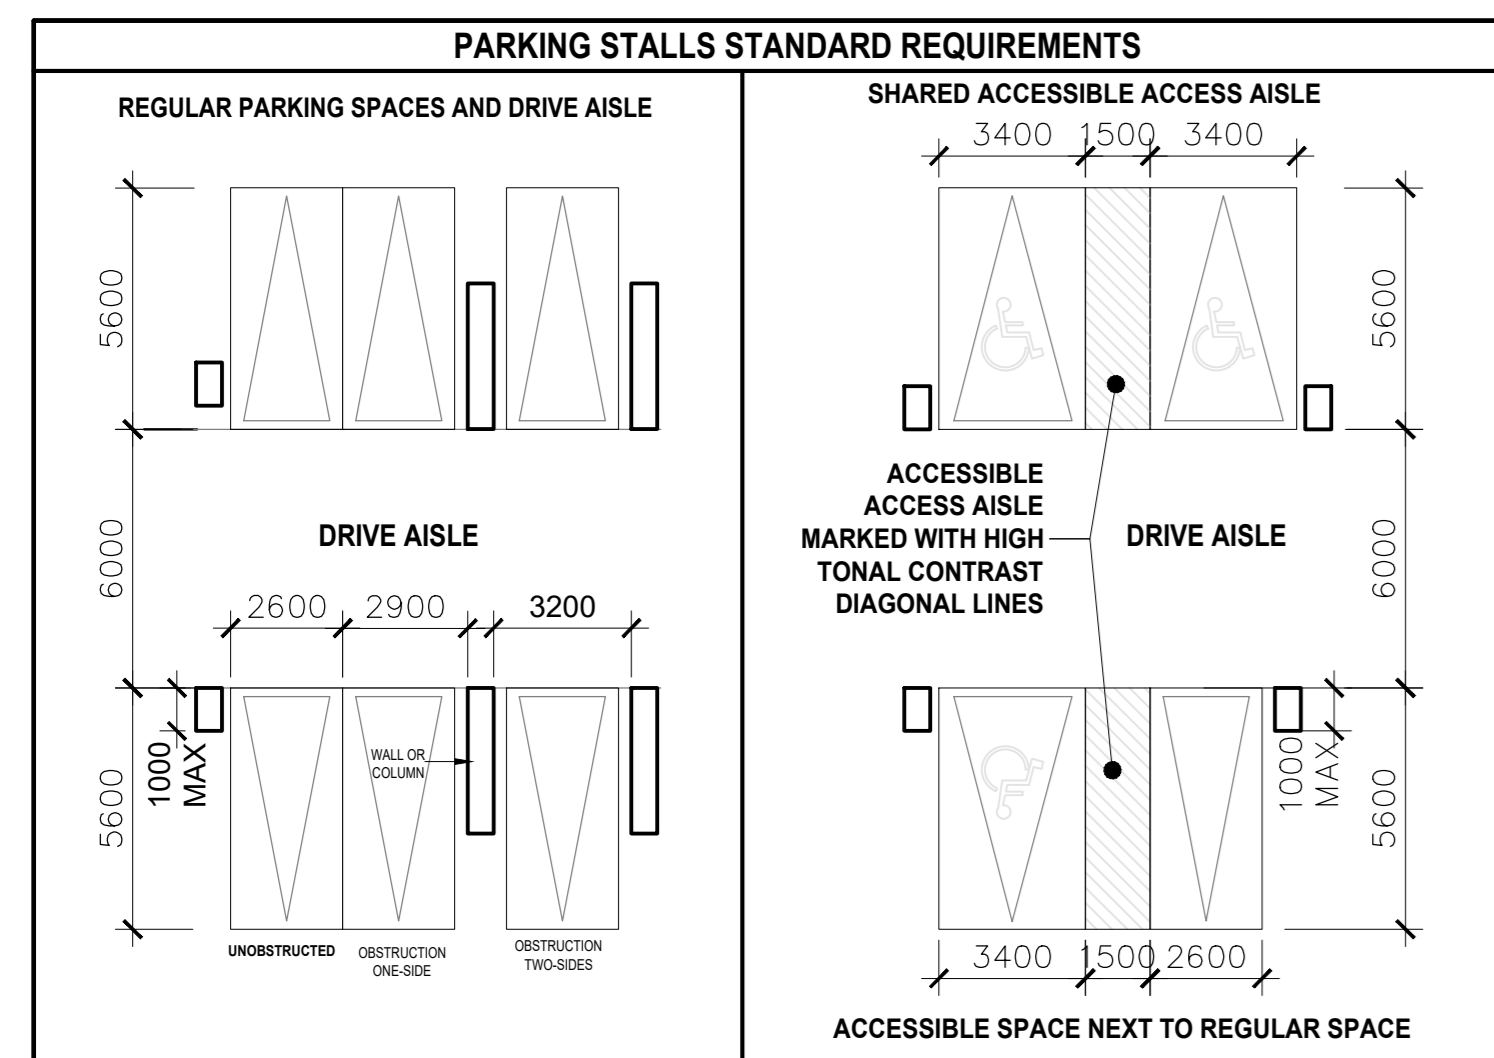 PARKING STALLS STANDARD REQUIREMENTS
REGULAR PARKING SPACES AND DRIVE AISLE
5600
6000
DRIVE AISLE
2600 2900 3200
1000
MAX
5600
WALL OR
COLUMN
UNOBSTRUCTED
OBSTRUCTION
ONE-SIDE
OBSTRUCTION
TWO-SIDES
SHARED ACCESSIBLE ACCESS AISLE
3400 1500 3400
5600
ACCESSIBLE
ACCESS AISLE
MARKED WITH HIGH
TONAL CONTRAST
DIAGONAL LINES
DRIVE AISLE
6000
1000
MAX
5600
3400 1500 2600
ACCESSIBLE SPACE NEXT TO REGULAR SPACE